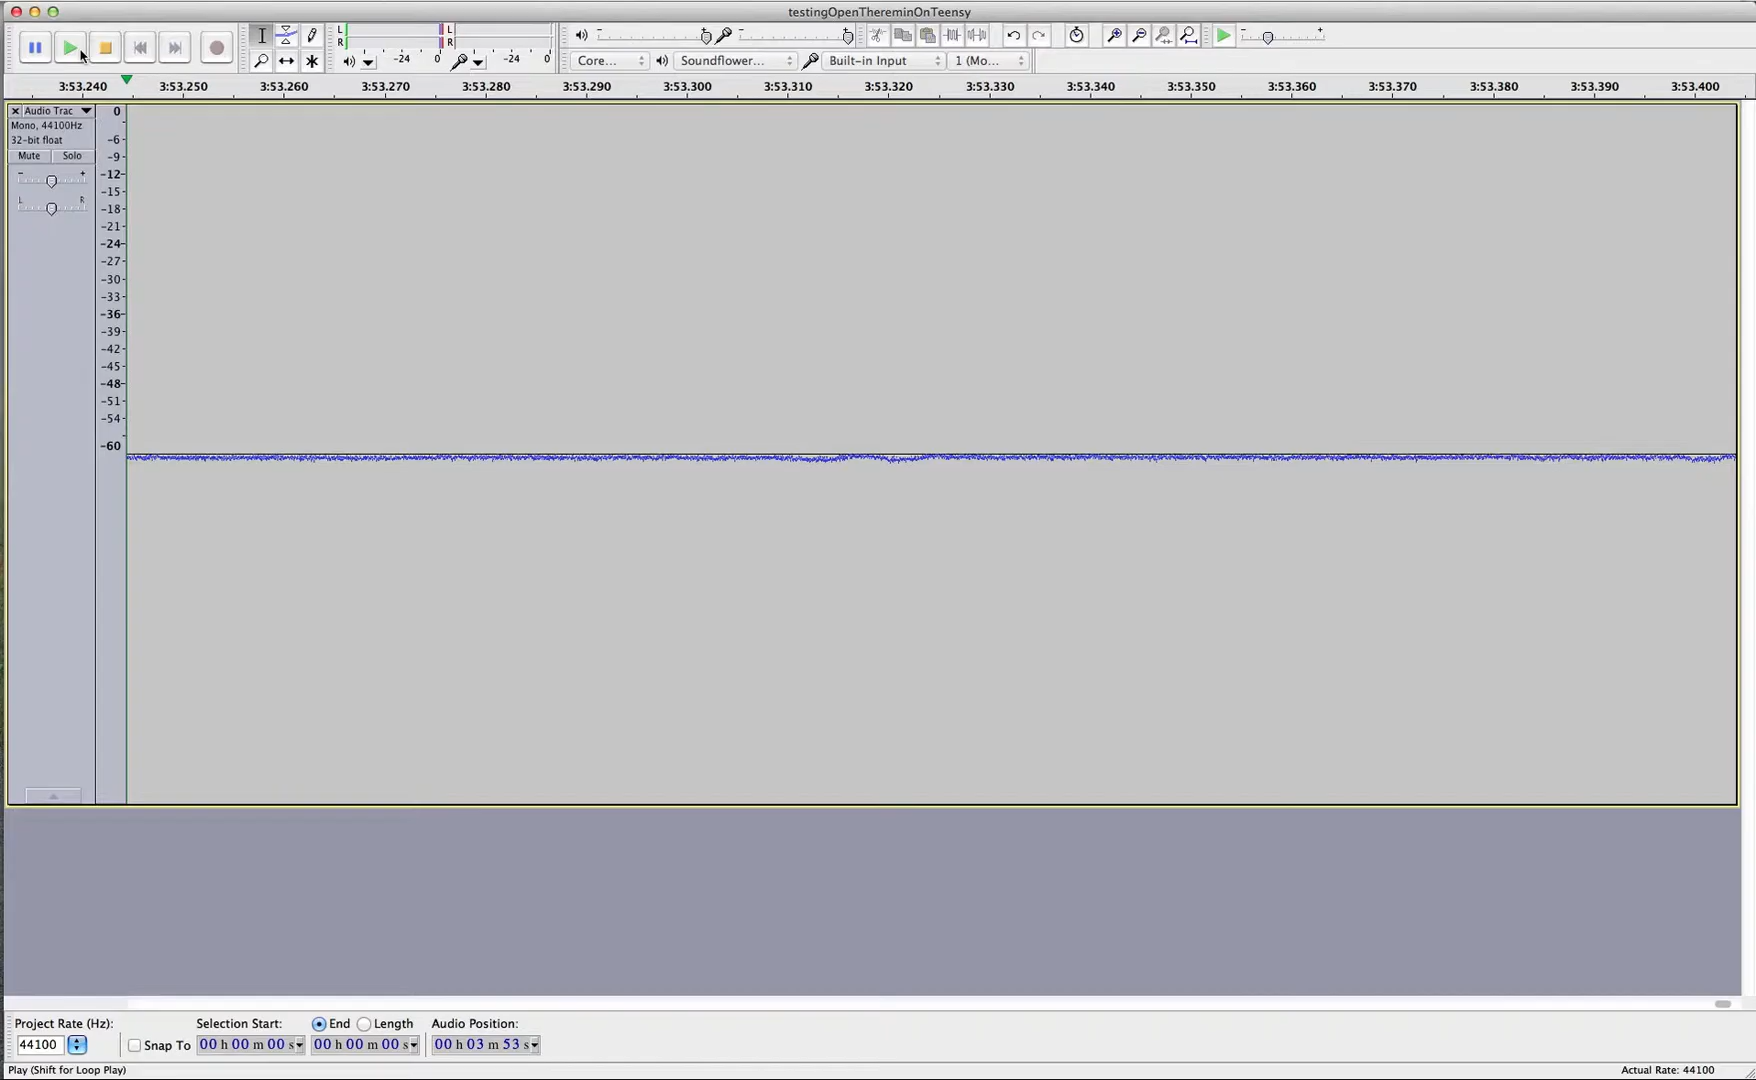 testingOpenThereminOnTeensy
L
R
L
R
-24 0
-24 0
Core...
Soundflower...
Built-in Input
1 (Mo...
3:53.240 3:53.250 3:53.260 3:53.270 3:53.280 3:53.290 3:53.300 3:53.310 3:53.320 3:53.330 3:53.340 3:53.350 3:53.360 3:53.370 3:53.380 3:53.390 3:53.400
Audio Trac
Mono, 44100Hz
32-bit float
Mute Solo
- +
L R
0
-6
-9
-12
-15
-18
-21
-24
-27
-30
-33
-36
-39
-42
-45
-48
-51
-54
-60
Project Rate (Hz):
44100
Snap To
Selection Start:
00 h 00 m 00 s
End Length
00 h 00 m 00 s
Audio Position:
00 h 03 m 53 s
Play (Shift for Loop Play)
Actual Rate: 44100